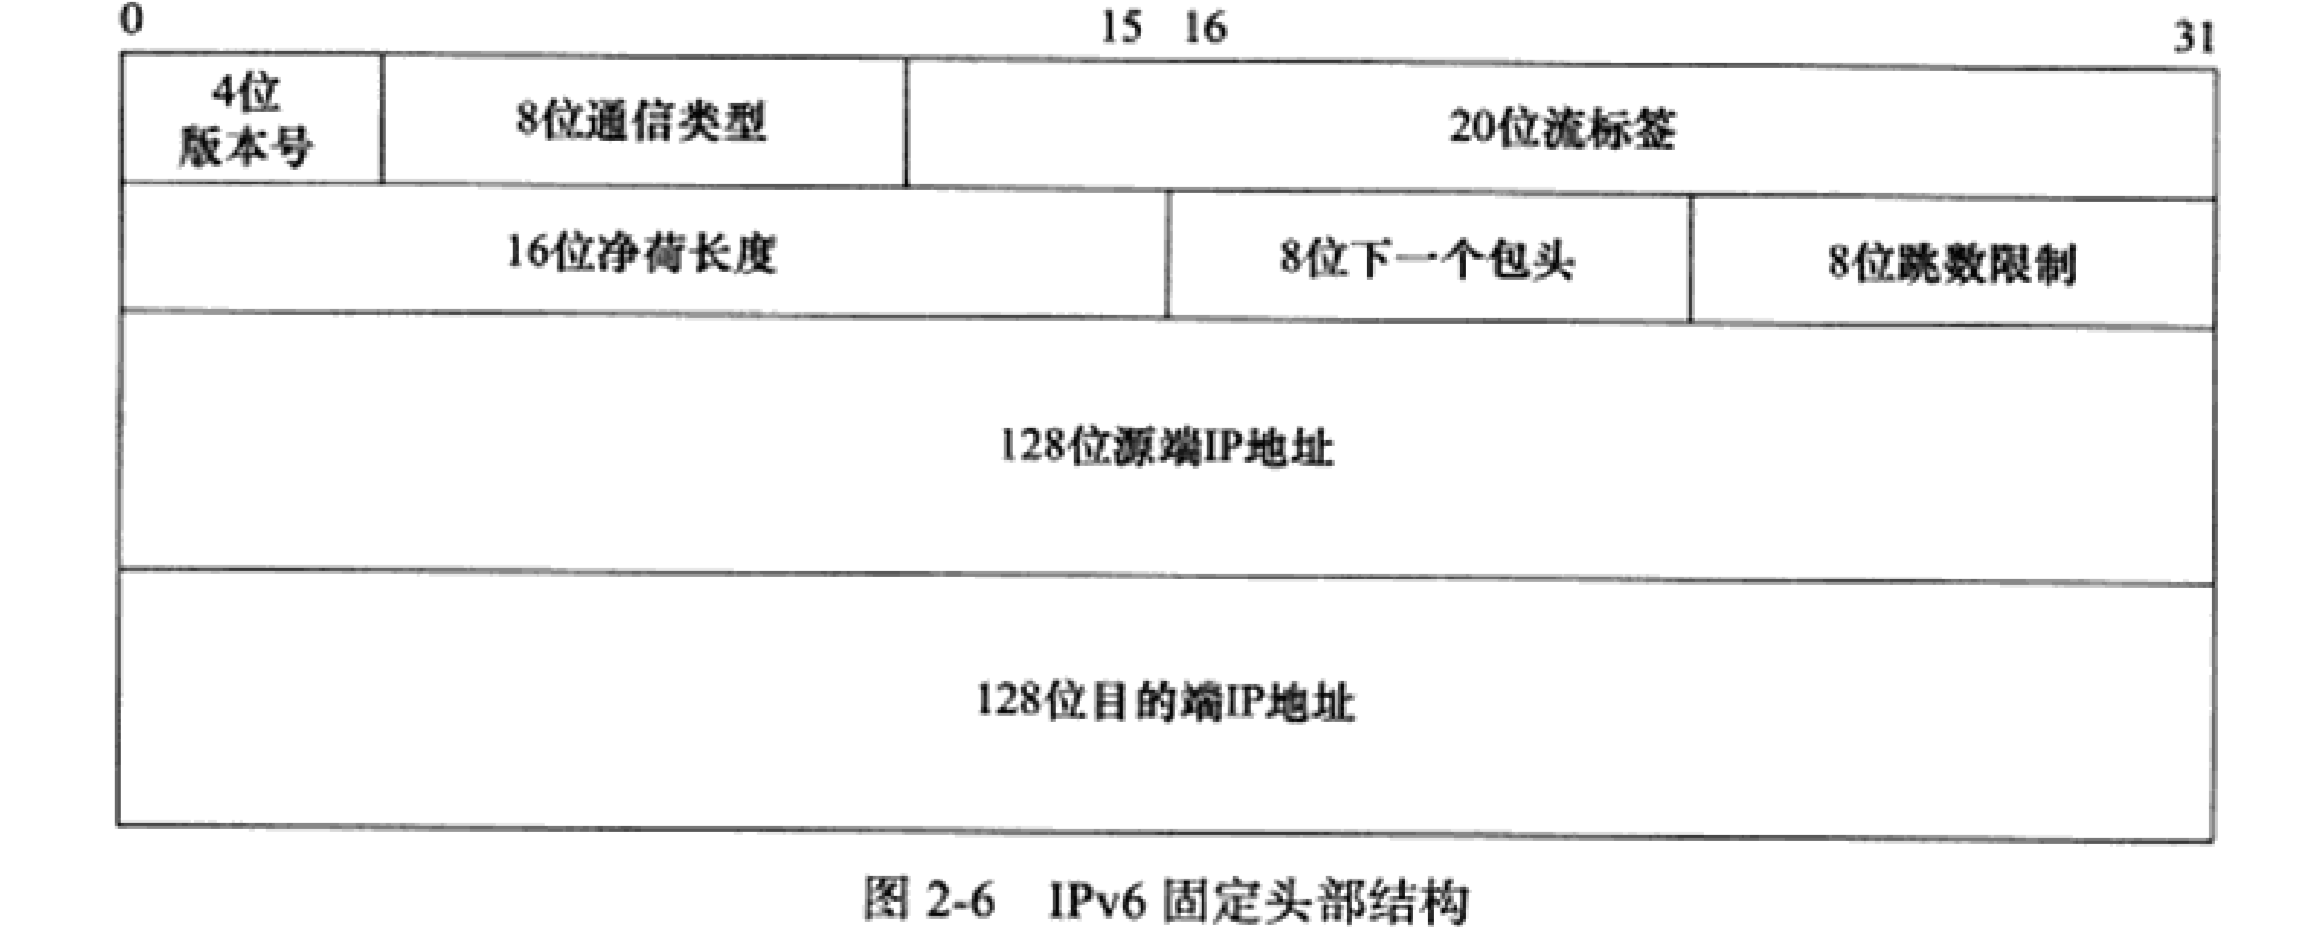 0 15 16 31
4位
版本号
8位通信类型
20位流标签
16位净荷长度
8位下一个包头
8位跳数限制
128位源端IP地址
128位目的端IP地址
图 2-6 IPv6 固定头部结构